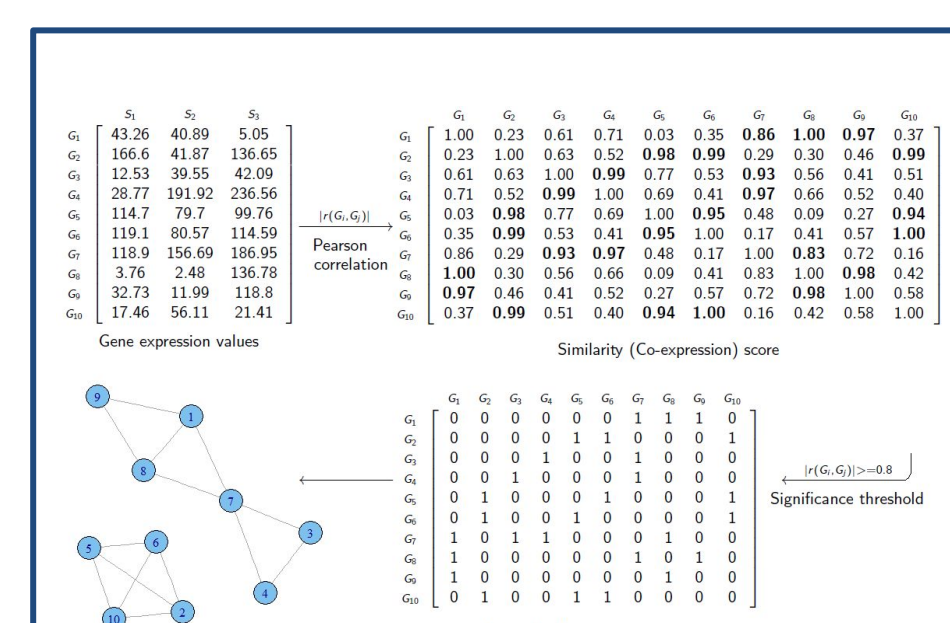 S1 S2 S3
G1 43.26 40.89 5.05
G2 166.6 41.87 136.65
G3 12.53 39.55 42.09
G4 28.77 191.92 236.56
G5 114.7 79.7 99.76
G6 119.1 80.57 114.59
G7 118.9 156.69 186.95
G8 3.76 2.48 136.78
G9 32.73 11.99 118.8
G10 17.46 56.11 21.41
Gene expression values
|r(Gi,Gj)|
Pearson
correlation
G1 G2 G3 G4 G5 G6 G7 G8 G9 G10
G1 1.00 0.23 0.61 0.71 0.03 0.35 0.86 1.00 0.97 0.37
G2 0.23 1.00 0.63 0.52 0.98 0.99 0.29 0.30 0.46 0.99
G3 0.61 0.63 1.00 0.99 0.77 0.53 0.93 0.56 0.41 0.51
G4 0.71 0.52 0.99 1.00 0.69 0.41 0.97 0.66 0.52 0.40
G5 0.03 0.98 0.77 0.69 1.00 0.95 0.48 0.09 0.27 0.94
G6 0.35 0.99 0.53 0.41 0.95 1.00 0.17 0.41 0.57 1.00
G7 0.86 0.29 0.93 0.97 0.48 0.17 1.00 0.83 0.72 0.16
G8 1.00 0.30 0.56 0.66 0.09 0.41 0.83 1.00 0.98 0.42
G9 0.97 0.46 0.41 0.52 0.27 0.57 0.72 0.98 1.00 0.58
G10 0.37 0.99 0.51 0.40 0.94 1.00 0.16 0.42 0.58 1.00
Similarity (Co-expression) score
|r(Gi,Gj)|>=0.8
Significance threshold
G1 G2 G3 G4 G5 G6 G7 G8 G9 G10
G1 0 0 0 0 0 0 1 1 1 0
G2 0 0 0 0 1 1 0 0 0 1
G3 0 0 0 1 0 0 1 0 0 0
G4 0 0 1 0 0 0 1 0 0 0
G5 0 1 0 0 0 1 0 0 0 1
G6 0 1 0 0 1 0 0 0 0 1
G7 1 0 1 1 0 0 0 1 0 0
G8 1 0 0 0 0 0 1 0 1 0
G9 1 0 0 0 0 0 0 1 0 0
G10 0 1 0 0 1 1 0 0 0 0
9
1
8
7
3
6
5
4
2
10